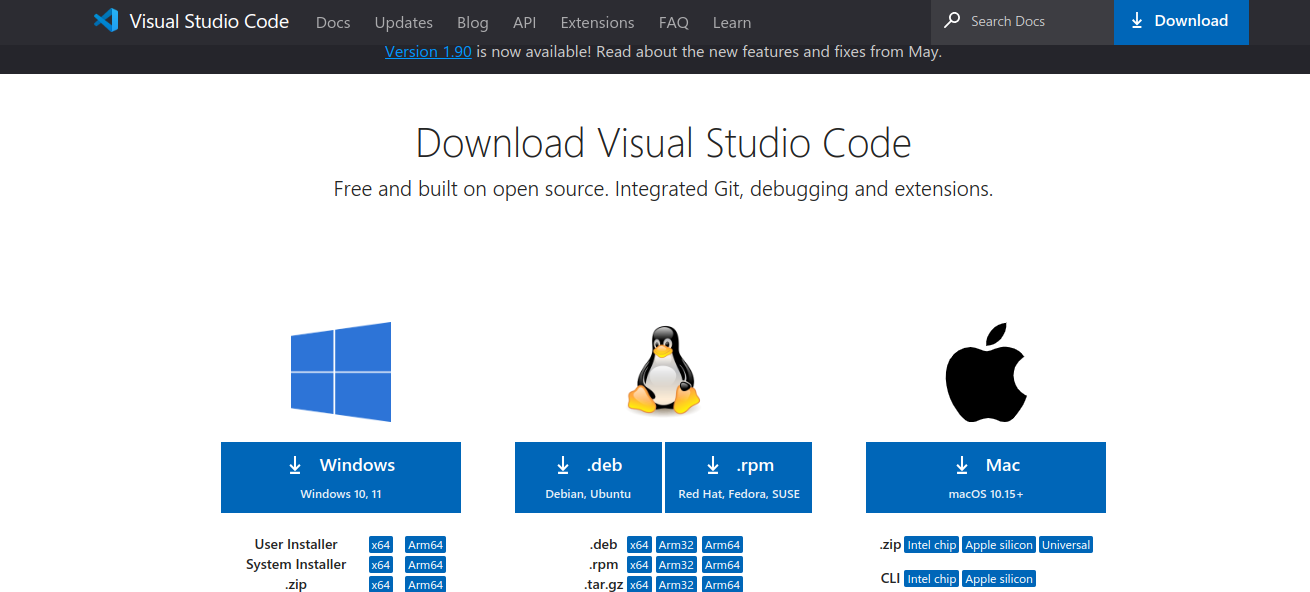 Visual Studio Code Docs Updates Blog API Extensions FAQ Learn Search Docs Download
Version 1.90 is now available! Read about the new features and fixes from May.
Download Visual Studio Code
Free and built on open source. Integrated Git, debugging and extensions.
Windows
Windows 10, 11
.deb
Debian, Ubuntu
.rpm
Red Hat, Fedora, SUSE
Mac
macOS 10.15+
User Installer x64 Arm64
System Installer x64 Arm64
.zip x64 Arm64
.deb x64 Arm32 Arm64
.rpm x64 Arm32 Arm64
.tar.gz x64 Arm32 Arm64
.zip Intel chip Apple silicon Universal
CLI Intel chip Apple silicon